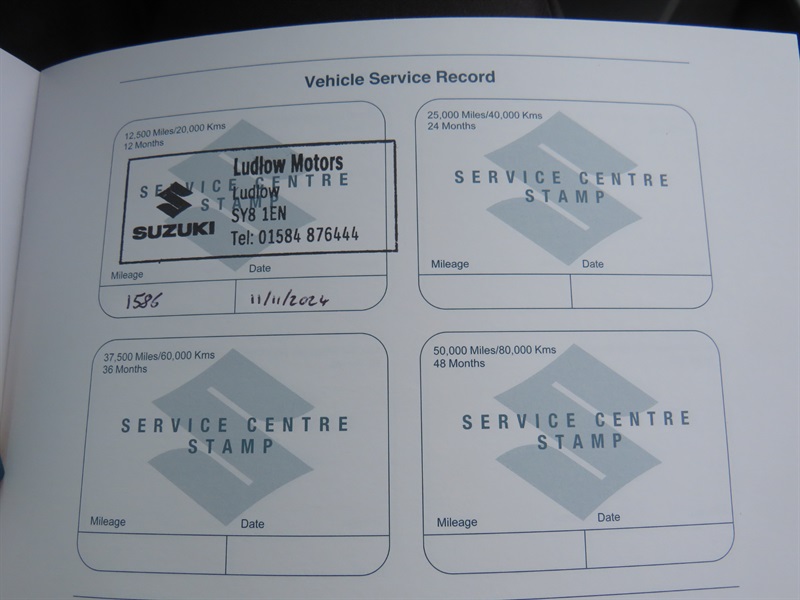 Vehicle Service Record
12,500 Miles/20,000 Kms
12 Months
SERVICE CENTRE
STAMP
Ludlow Motors
Ludlow
SY8 1EN
Tel: 01584 876444
SUZUKI
Mileage Date
1586 11/11/2024
25,000 Miles/40,000 Kms
24 Months
SERVICE CENTRE
STAMP
Mileage Date
37,500 Miles/60,000 Kms
36 Months
SERVICE CENTRE
STAMP
Mileage Date
50,000 Miles/80,000 Kms
48 Months
SERVICE CENTRE
STAMP
Mileage Date